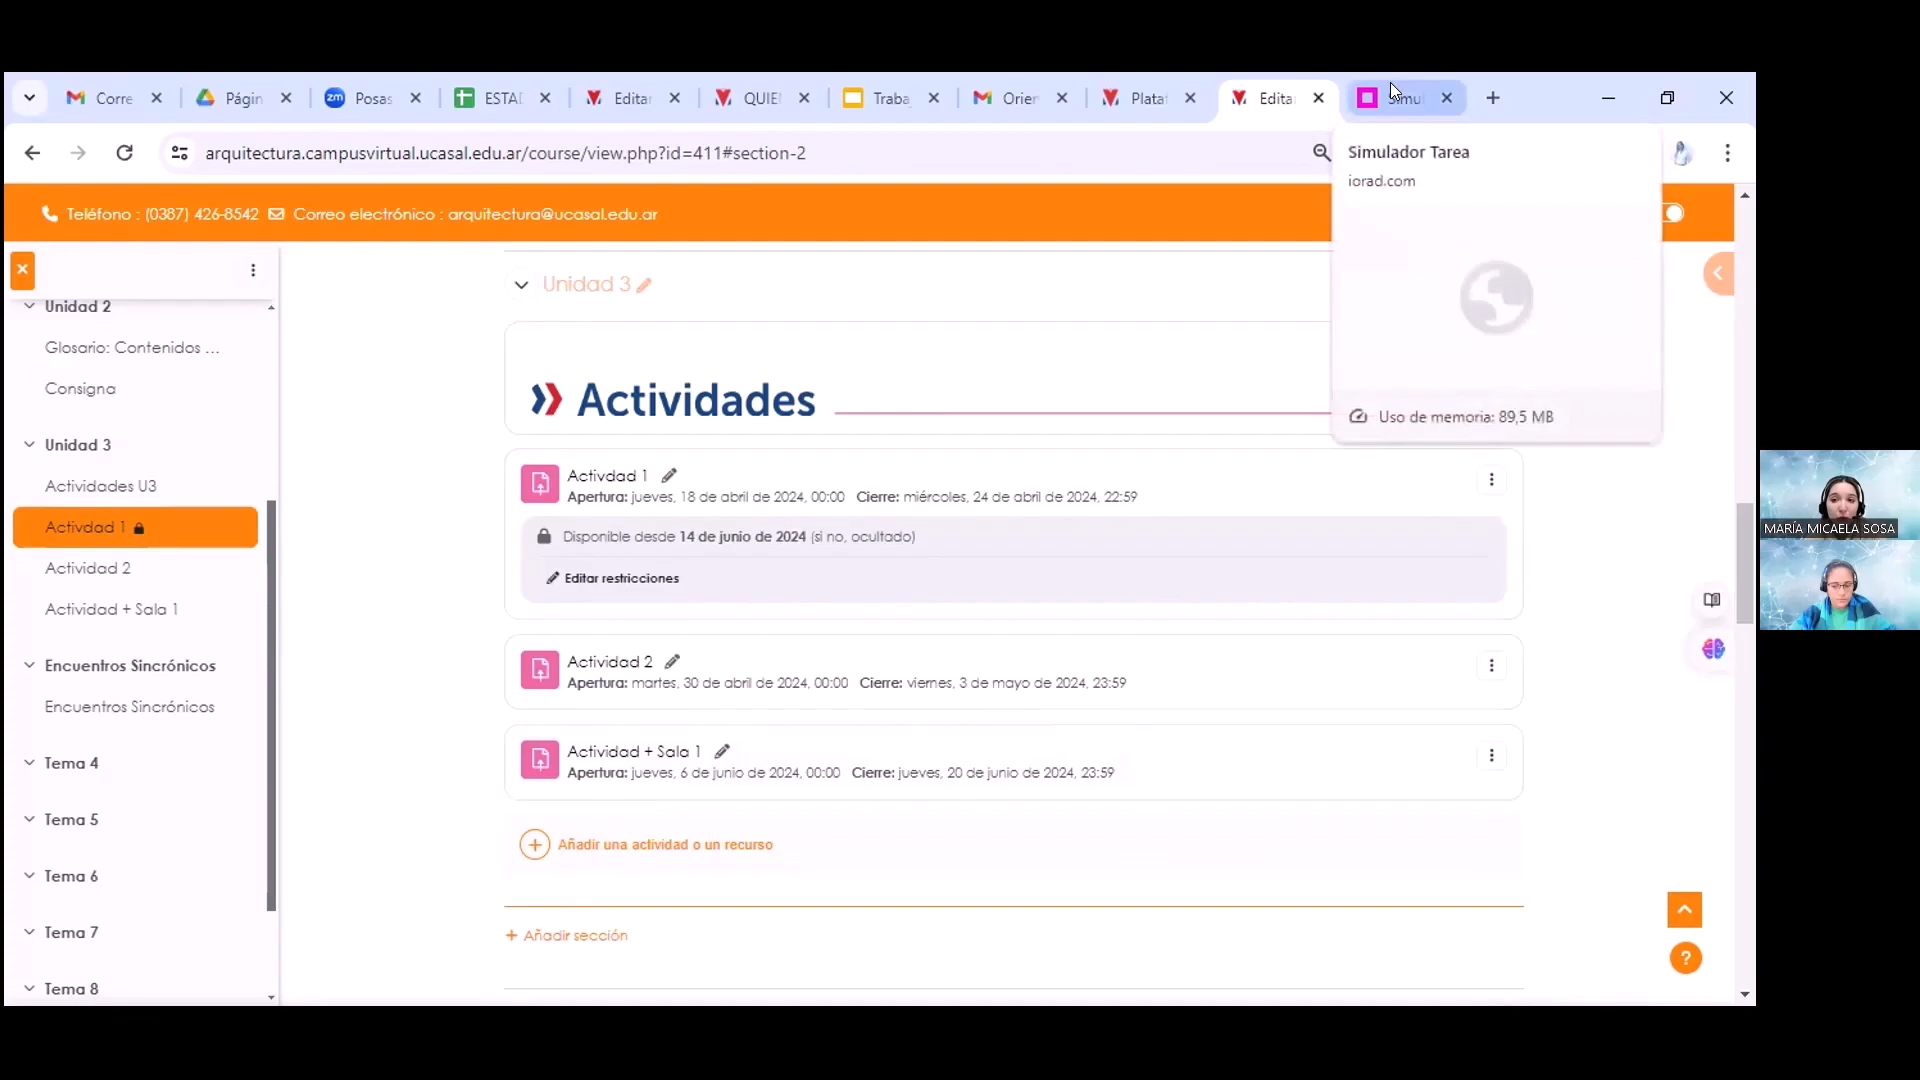 Corre
Págin
zm
Posas
ESTAD
Editar
QUIE
Traba
Orien
Plata
Edita
Simul
arquitectura.campusvirtual.ucasal.edu.ar/course/view.php?id=411#section-2
Simulador Tarea
iorad.com
Uso de memoria: 89,5 MB
Teléfono : (0387) 426-8542 Correo electrónico : arquitectura@ucasal.edu.ar
Unidad 2
Glosario: Contenidos ...
Consigna
Unidad 3
Actividades U3
Activdad 1
Actividad 2
Actividad + Sala 1
Encuentros Sincrónicos
Encuentros Sincrónicos
Tema 4
Tema 5
Tema 6
Tema 7
Tema 8
Unidad 3
Actividades
Activdad 1
Apertura: jueves, 18 de abril de 2024, 00:00 Cierre: miércoles, 24 de abril de 2024, 22:59
Disponible desde 14 de junio de 2024 (si no, ocultado)
Editar restricciones
Actividad 2
Apertura: martes, 30 de abril de 2024, 00:00 Cierre: viernes, 3 de mayo de 2024, 23:59
Actividad + Sala 1
Apertura: jueves, 6 de junio de 2024, 00:00 Cierre: jueves, 20 de junio de 2024, 23:59
+ Añadir una actividad o un recurso
+ Añadir sección
?
MARÍA MICAELA SOSA